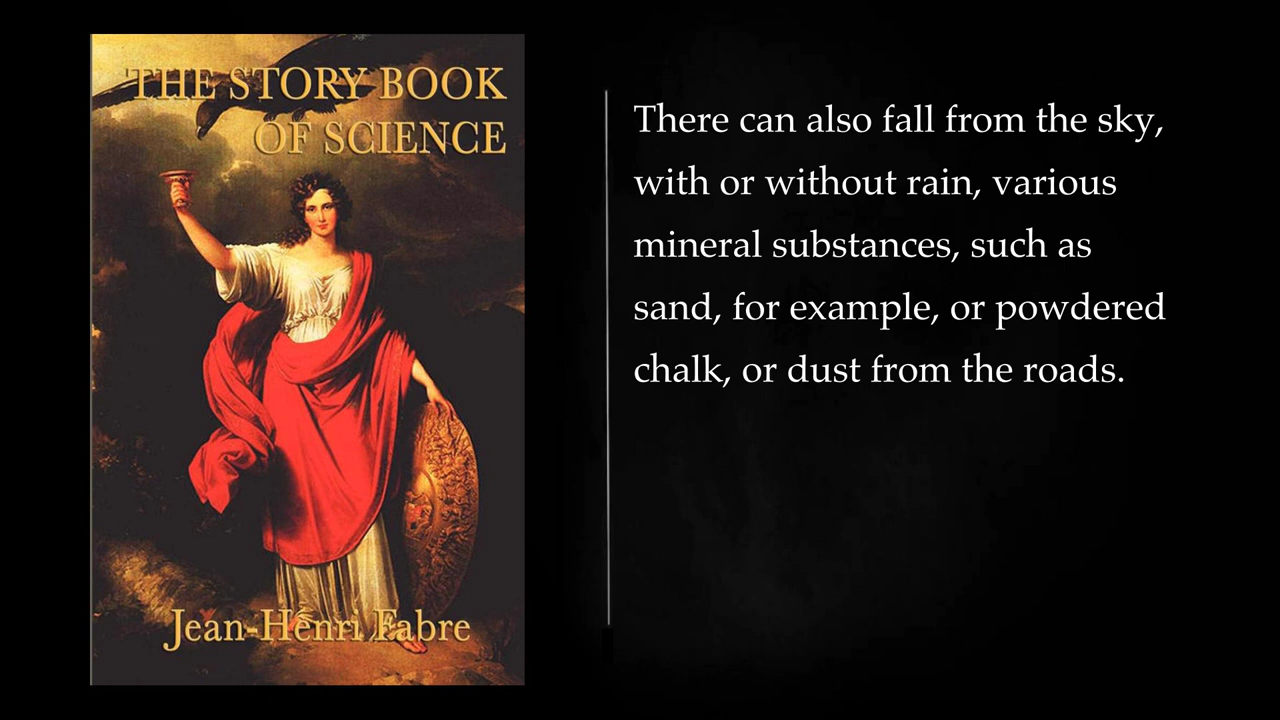 THE STORY BOOK
OF SCIENCE
Jean-Henri Fabre
There can also fall from the sky,
with or without rain, various
mineral substances, such as
sand, for example, or powdered
chalk, or dust from the roads.